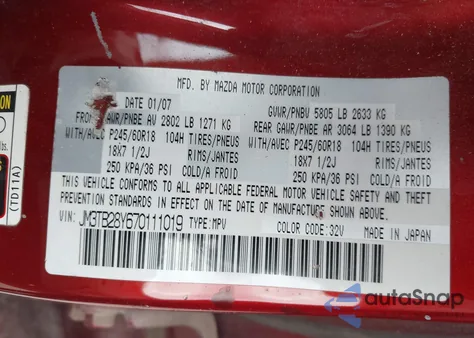 MFD. BY MAZDA MOTOR CORPORATION
DATE 01/07
GVWR/PNBV 5805 LB 2633 KG
FRONT GAWR/PNBE AV 2802 LB 1271 KG
REAR GAWR/PNBE AR 3064 LB 1390 KG
WITH/AVEC P245/60R18 104H TIRES/PNEUS
WITH/AVEC P245/60R18 104H TIRES/PNEUS
18X7 1/2J RIMS/JANTES
18X7 1/2J RIMS/JANTES
250 KPA/36 PSI COLD/A FROID
250 KPA/36 PSI COLD/A FROID
THIS VEHICLE CONFORMS TO ALL APPLICABLE FEDERAL MOTOR VEHICLE SAFETY
STANDARDS IN EFFECT ON THE DATE OF MANUFACTURE SHOWN ABOVE. AND THEFT PREVENTION
VIN: JM3TB28Y670111019 TYPE: MPV
COLOR CODE: 32V MADE IN JAPAN
(TD11A)
autoSnap